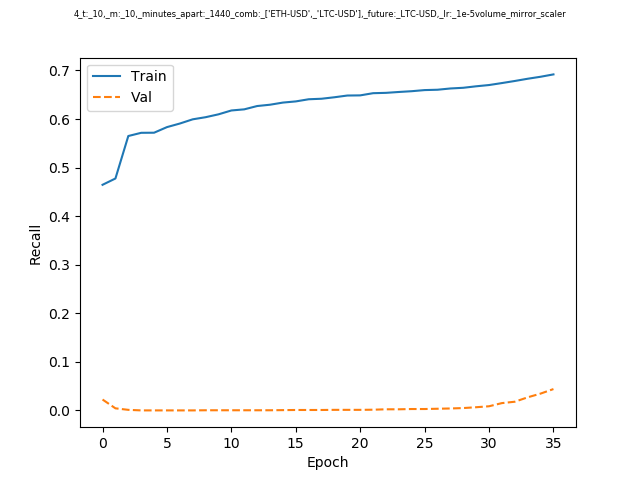 4_t:_10,_m:_10,_minutes_apart:_1440_comb:_['ETH-USD',_'LTC-USD'],_future:_LTC-USD,_lr:_1e-5volume_mirror_scaler
Train
Val
0.7
0.6
0.5
0.4
0.3
0.2
0.1
0.0
Recall
0 5 10 15 20 25 30 35
Epoch